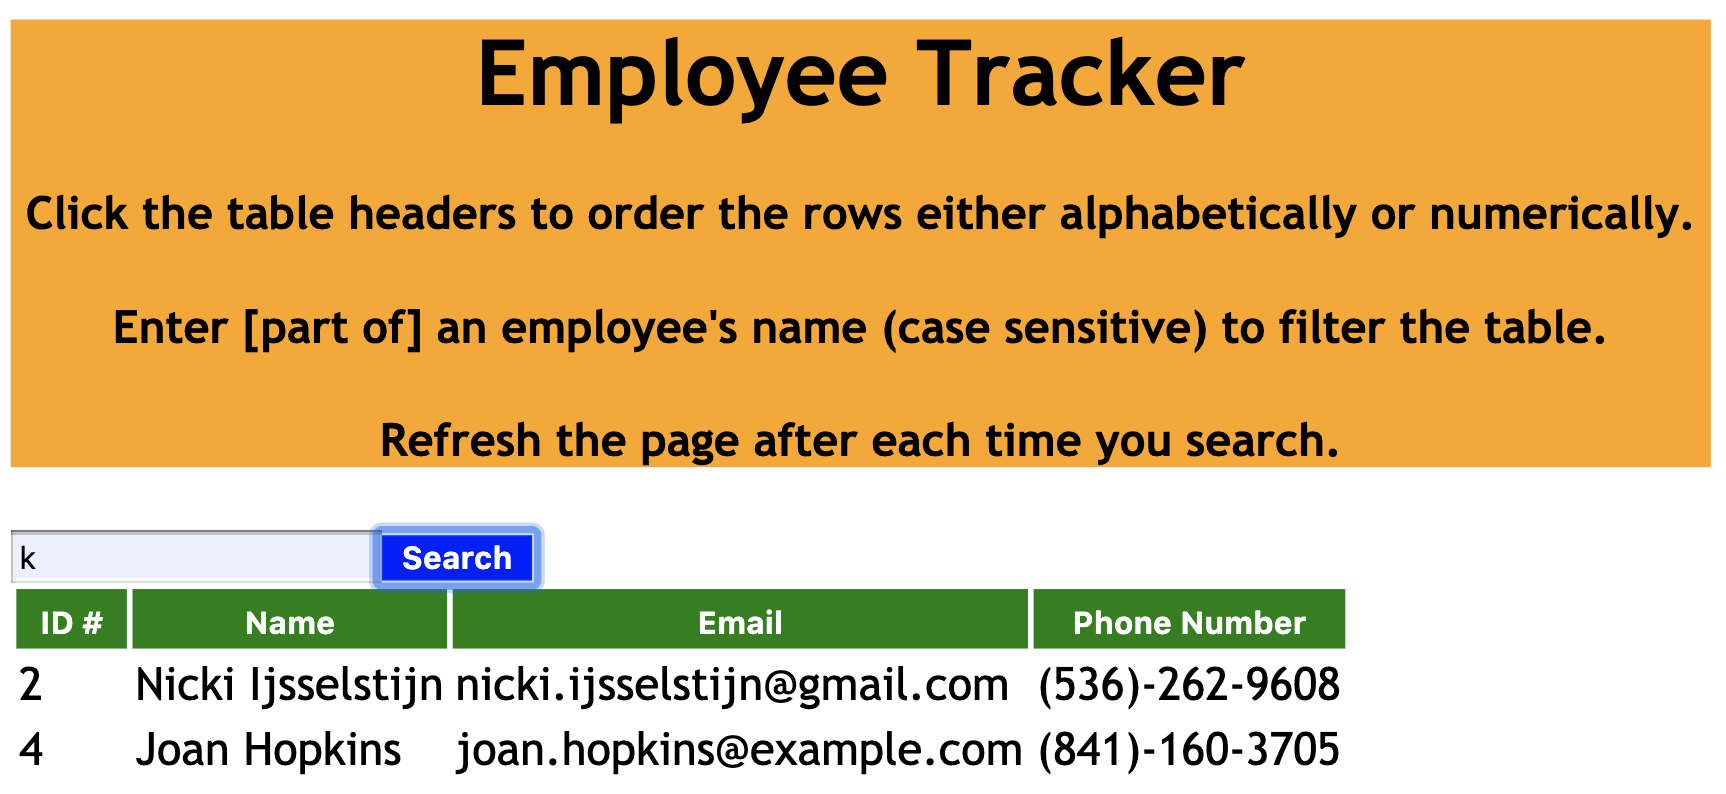 Employee Tracker
Click the table headers to order the rows either alphabetically or numerically.
Enter [part of] an employee's name (case sensitive) to filter the table.
Refresh the page after each time you search.
k Search
ID # Name Email Phone Number
2 Nicki Ijsselstijn nicki.ijsselstijn@gmail.com (536)-262-9608
4 Joan Hopkins joan.hopkins@example.com (841)-160-3705